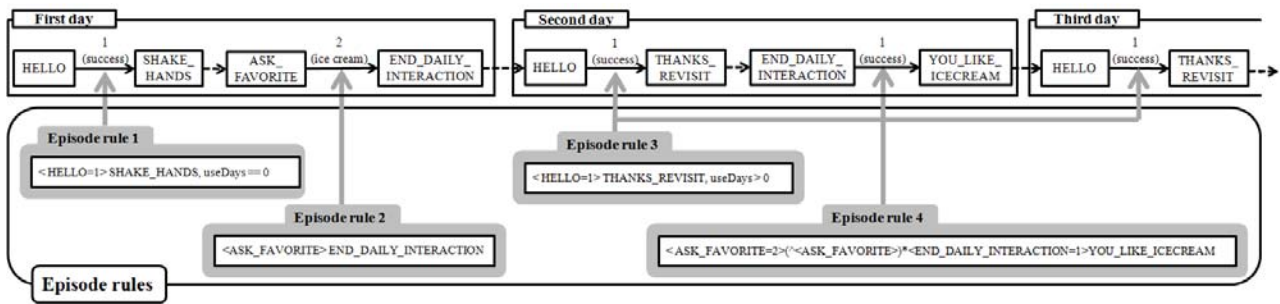 First day
Second day
Third day
1
2
1
1
1
HELLO
(success)
SHAKE_
HANDS
ASK_
FAVORITE
(ice cream)
END_DAILY_
INTERACTION
HELLO
(success)
THANKS_
REVISIT
END_DAILY_
INTERACTION
(success)
YOU_LIKE_
ICECREAM
HELLO
(success)
THANKS_
REVISIT
Episode rule 1
<HELLO=1> SHAKE_HANDS, useDays == 0
Episode rule 3
<HELLO=1> THANKS_REVISIT, useDays > 0
Episode rule 2
<ASK_FAVORITE> END_DAILY_INTERACTION
Episode rule 4
<ASK_FAVORITE=2>(^<ASK_FAVORITE>)*<END_DAILY_INTERACTION=1>YOU_LIKE_ICECREAM
Episode rules